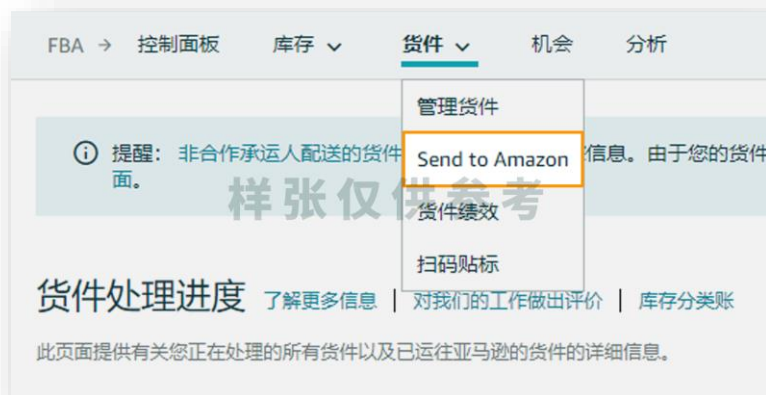 FBA → 控制面板 库存 货件 机会 分析
管理货件
Send to Amazon
货件绩效
扫码贴标
提醒： 非合作承运人配送的货件 信息。由于您的货件
面。
样张仅供参考
货件处理进度 了解更多信息 | 对我们的工作做出评价 | 库存分类账
此页面提供有关您正在处理的所有货件以及已运往亚马逊的货件的详细信息。